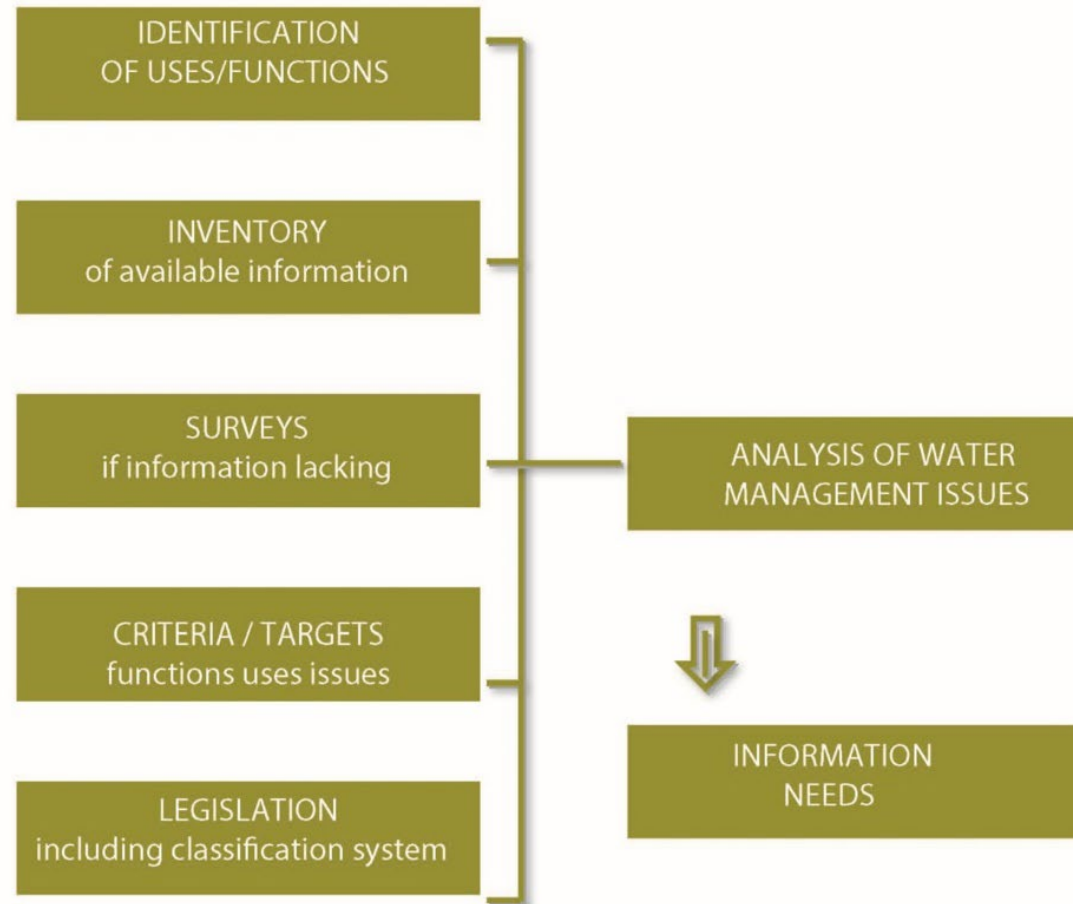 IDENTIFICATION
OF USES/FUNCTIONS
INVENTORY
of available information
SURVEYS
if information lacking
CRITERIA / TARGETS
functions uses issues
LEGISLATION
including classification system
ANALYSIS OF WATER
MANAGEMENT ISSUES
INFORMATION
NEEDS